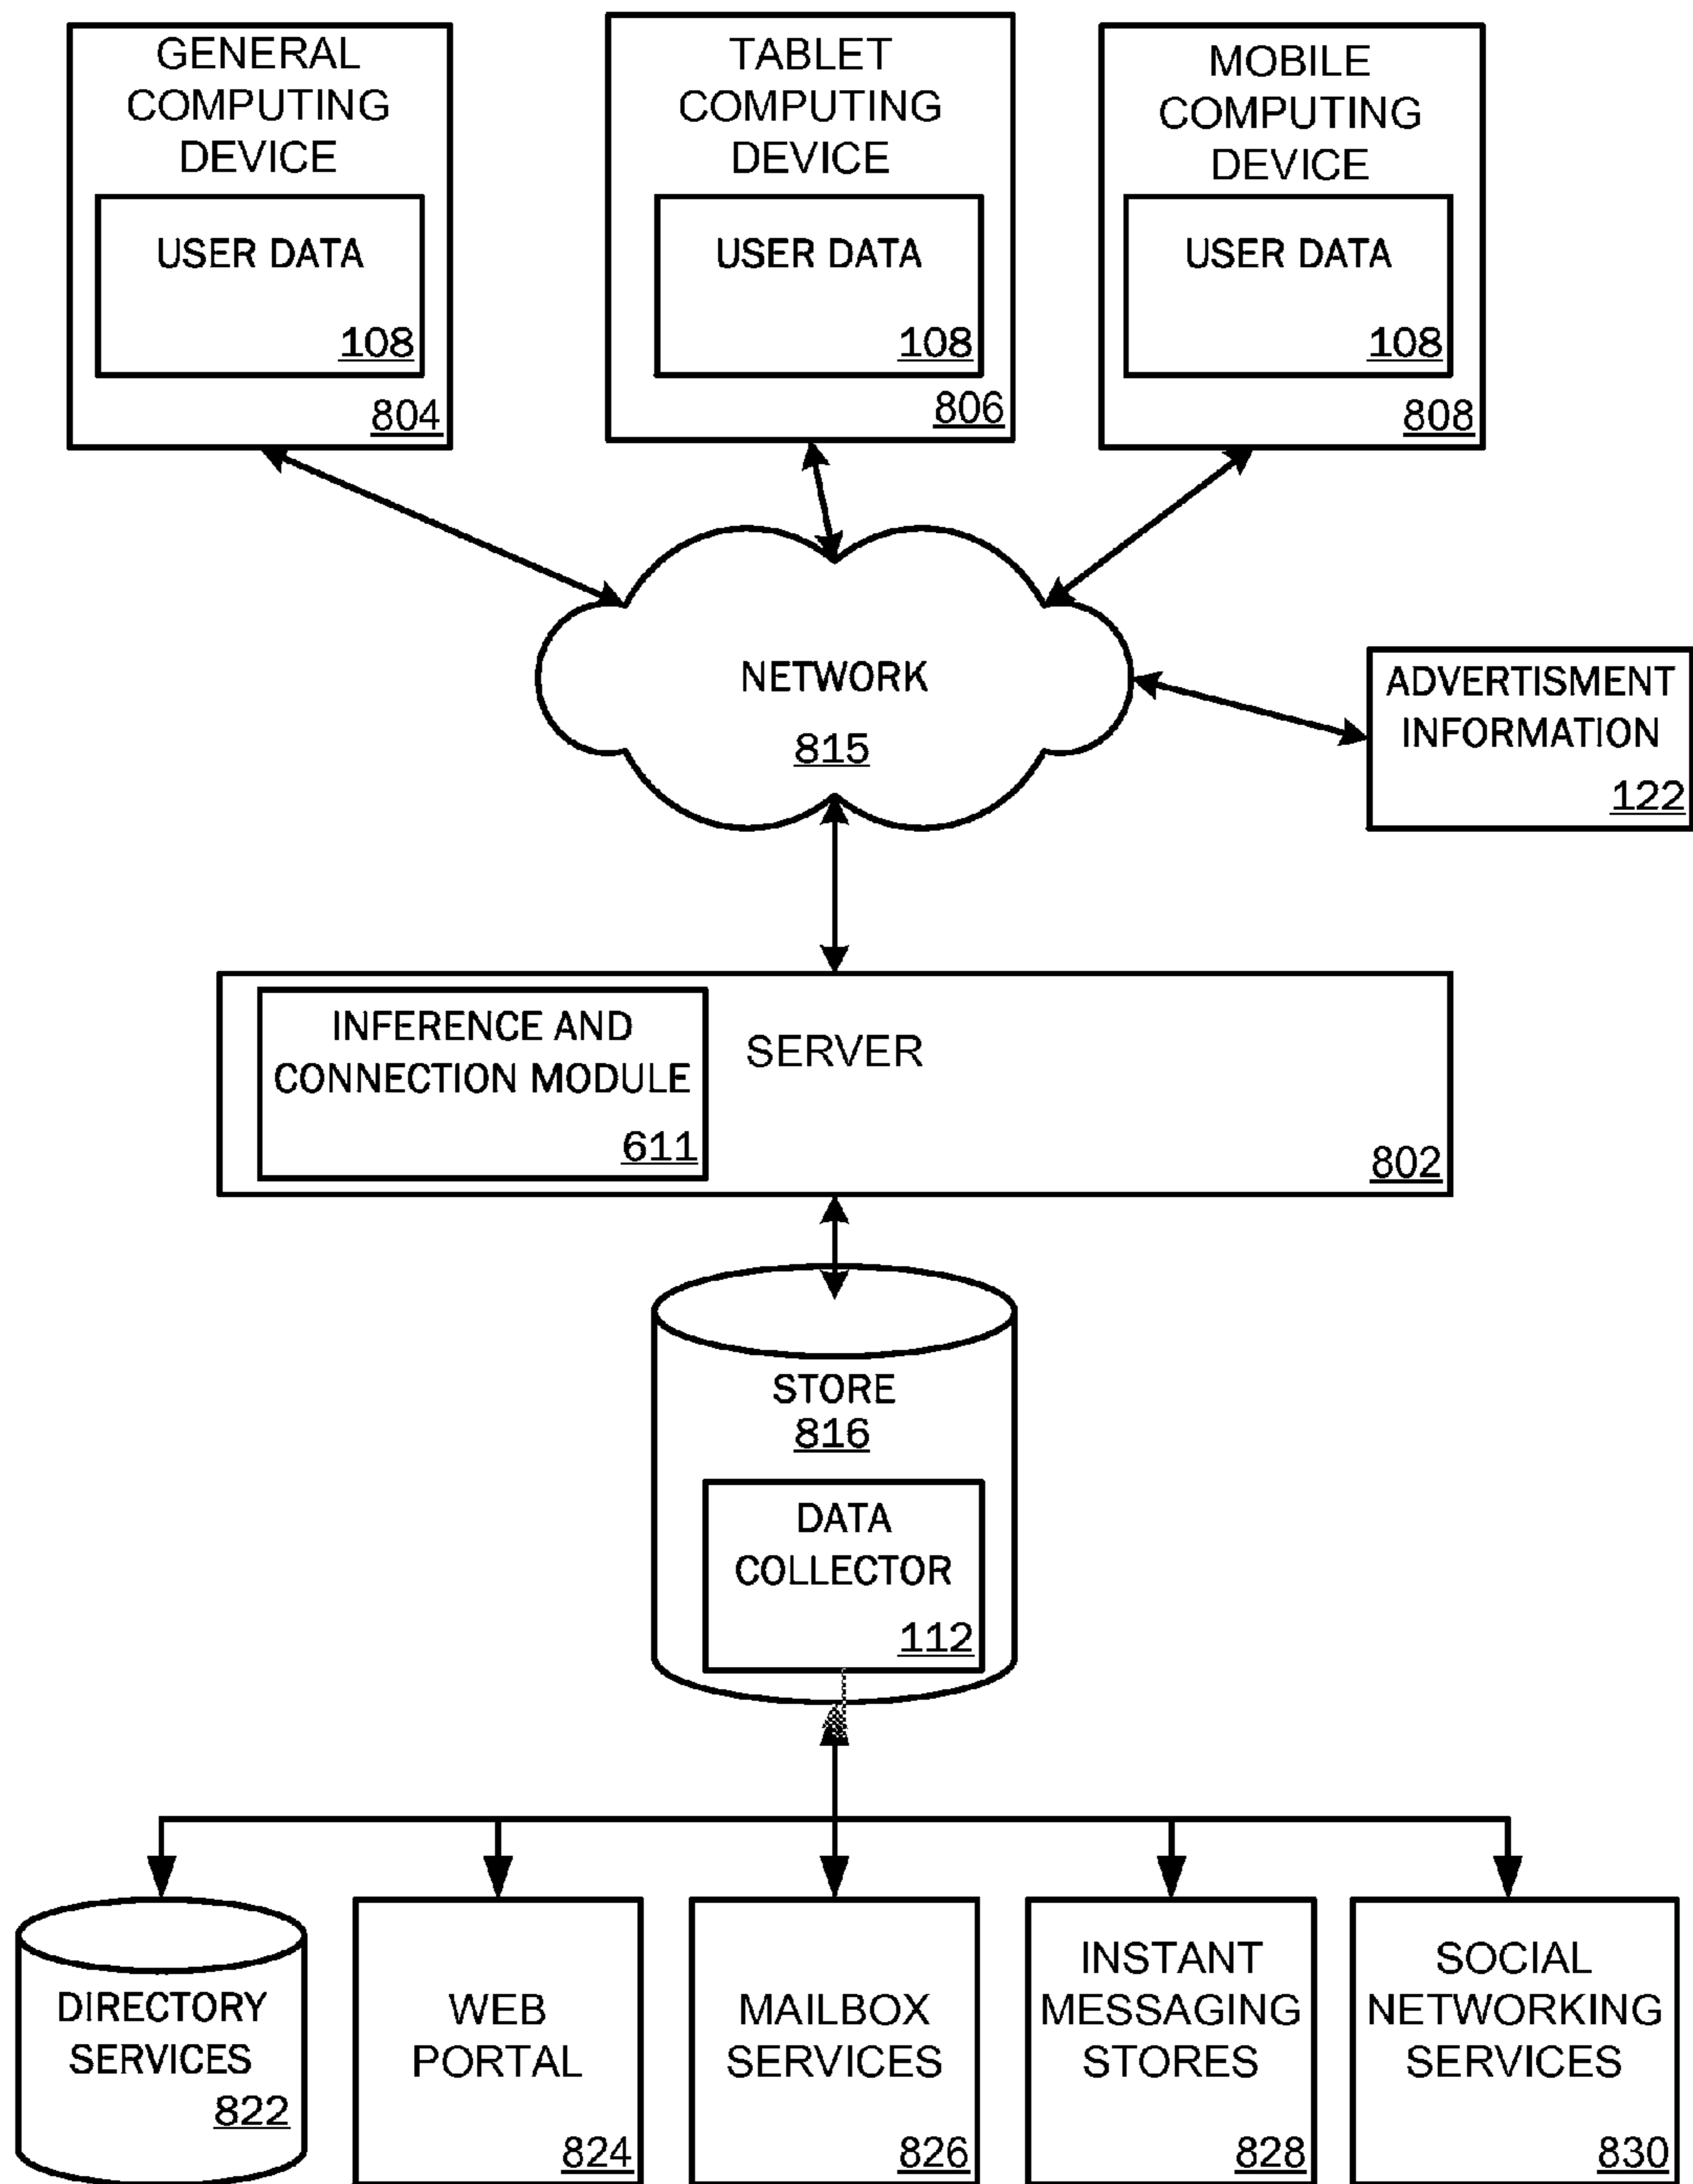 GENERAL
COMPUTING
DEVICE
USER DATA
108
804
TABLET
COMPUTING
DEVICE
USER DATA
108
806
MOBILE
COMPUTING
DEVICE
USER DATA
108
808
NETWORK
815
ADVERTISMENT
INFORMATION
122
INFERENCE AND
CONNECTION MODULE
611
SERVER
802
STORE
816
DATA
COLLECTOR
112
DIRECTORY
SERVICES
822
WEB
PORTAL
824
MAILBOX
SERVICES
826
INSTANT
MESSAGING
STORES
828
SOCIAL
NETWORKING
SERVICES
830